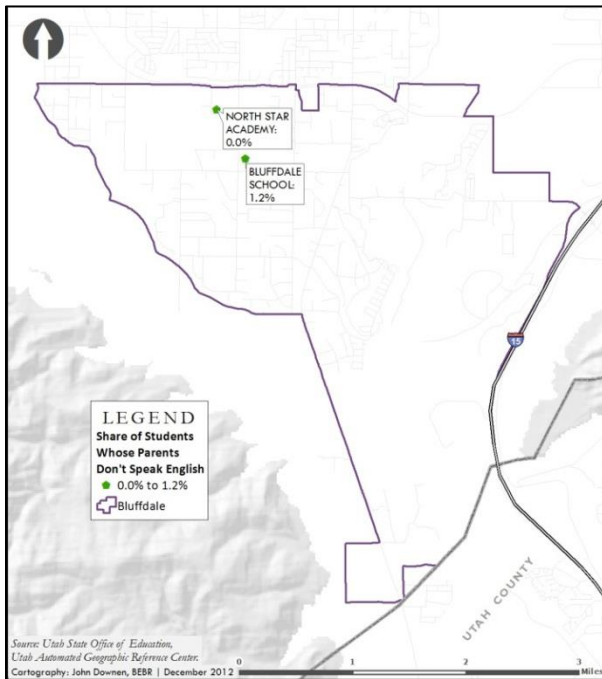 NORTH STAR
ACADEMY:
0.0%
BLUFFDALE
SCHOOL:
1.2%
15
LEGEND
Share of Students
Whose Parents
Don't Speak English
0.0% to 1.2%
Bluffdale
UTAH COUNTY
Source: Utah State Office of Education,
Utah Automated Geographic Reference Center.
Cartography: John Downen, BEBR | December 2012
0 1 2 3
Miles